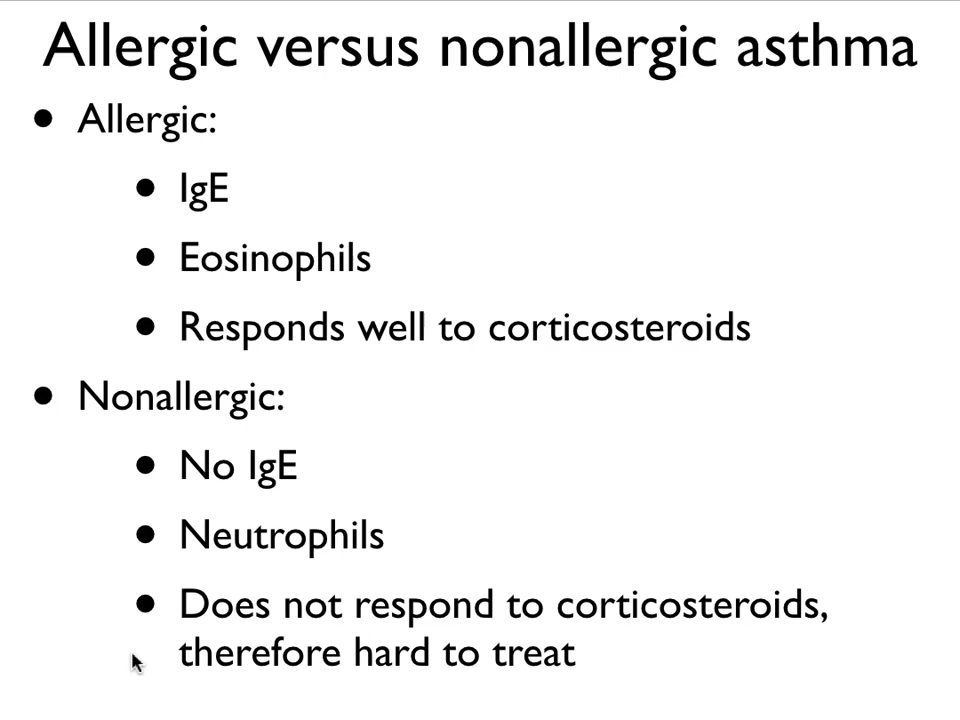 Allergic versus nonallergic asthma
• Allergic:
• IgE
• Eosinophils
• Responds well to corticosteroids
• Nonallergic:
• No IgE
• Neutrophils
• Does not respond to corticosteroids,
therefore hard to treat